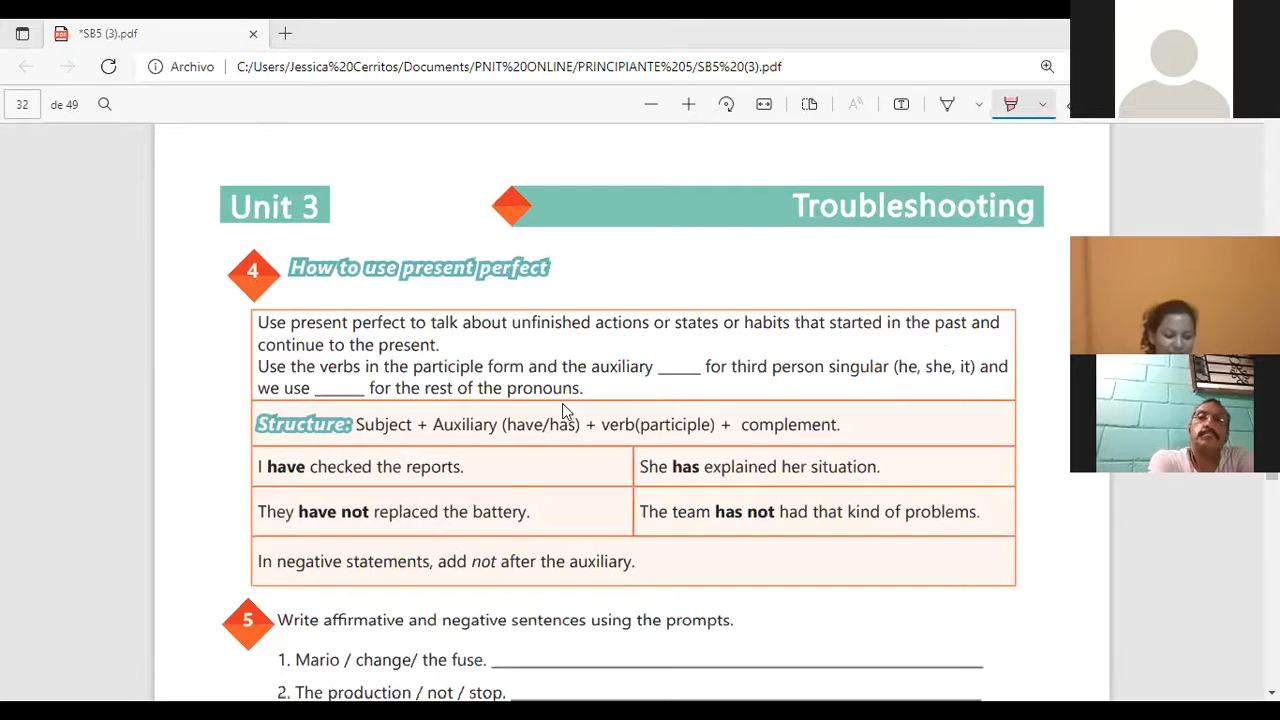 *SB5 (3).pdf
Archivo C:/Users/Jessica%20Cerritos/Documents/PNIT%20ONLINE/PRINCIPIANTE%205/SB5%20(3).pdf
32 de 49
Unit 3 Troubleshooting
4 How to use present perfect
Use present perfect to talk about unfinished actions or states or habits that started in the past and
continue to the present.
Use the verbs in the participle form and the auxiliary _____ for third person singular (he, she, it) and
we use ______ for the rest of the pronouns.
Structure: Subject + Auxiliary (have/has) + verb(participle) + complement.
I have checked the reports. She has explained her situation.
They have not replaced the battery. The team has not had that kind of problems.
In negative statements, add not after the auxiliary.
5 Write affirmative and negative sentences using the prompts.
1. Mario / change/ the fuse. ______________________________
2. The production / not / stop. ______________________________